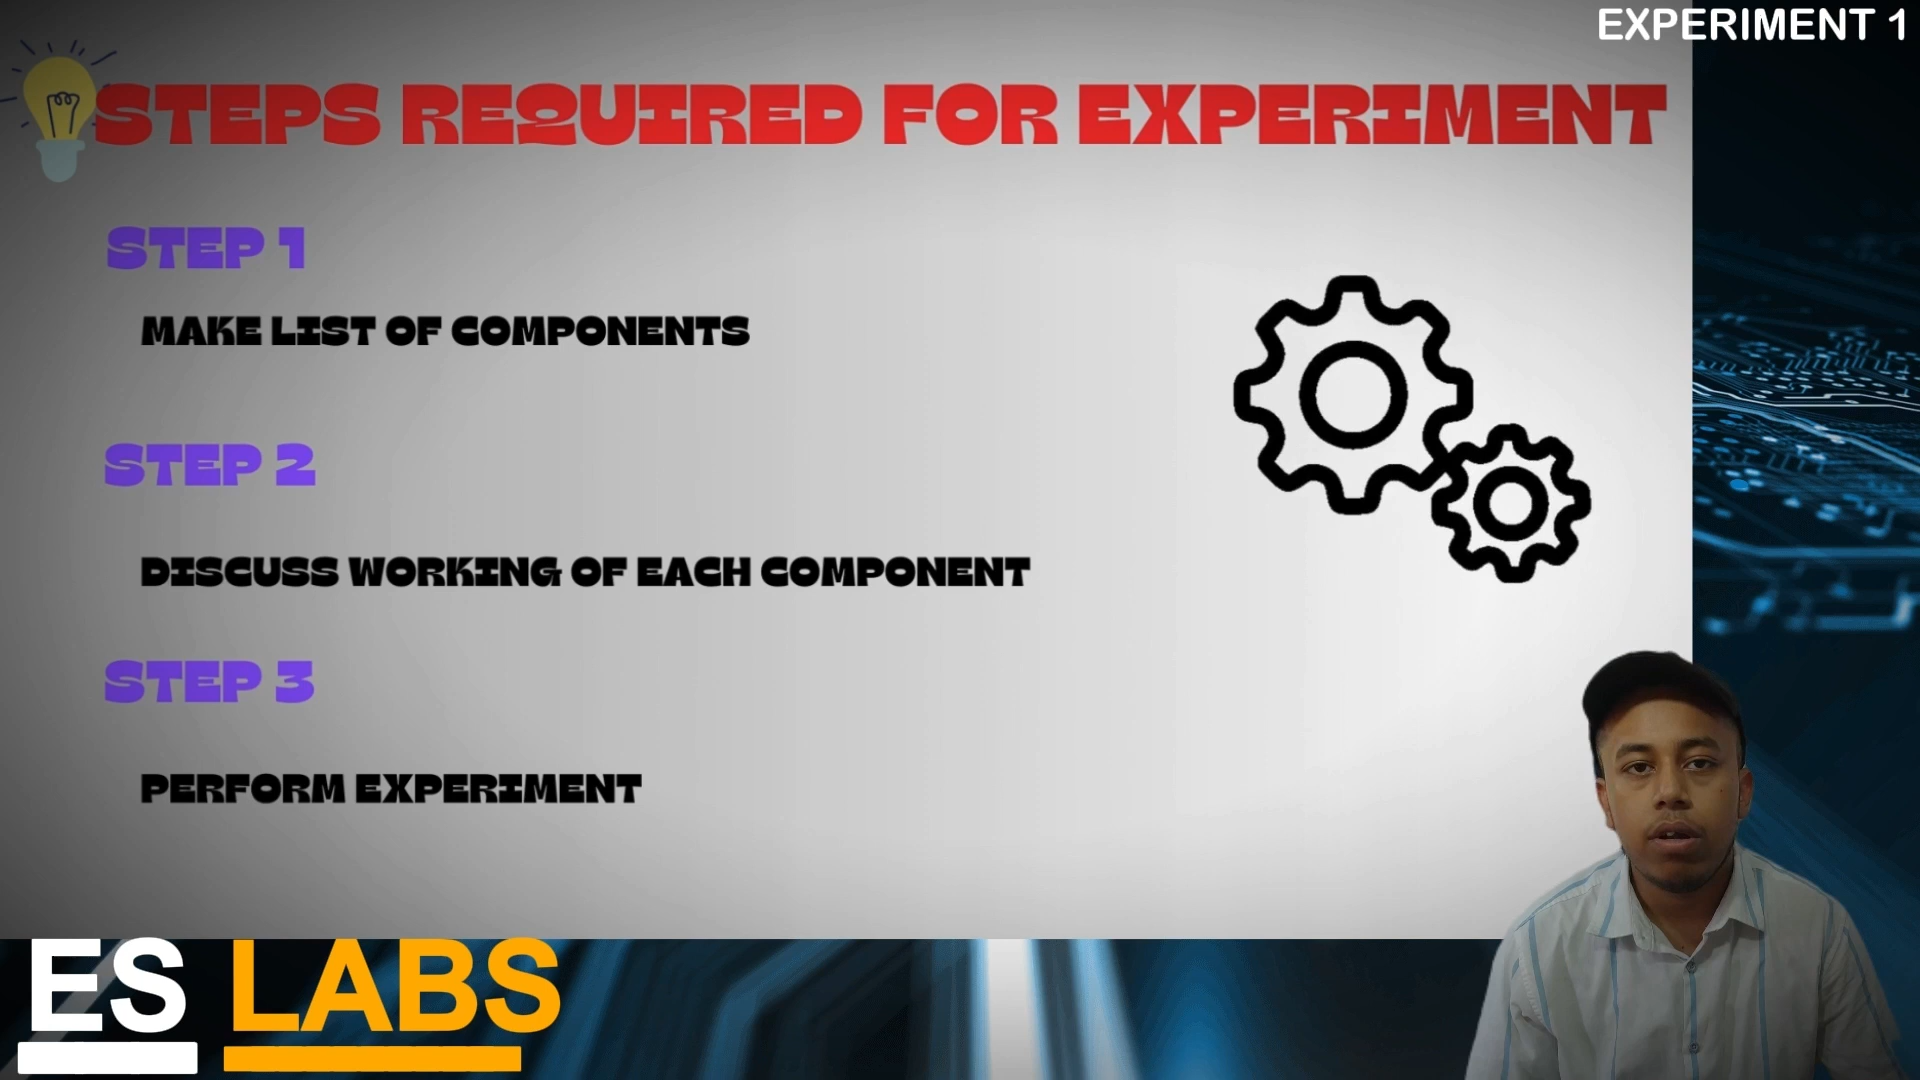 EXPERIMENT 1
STEPS REQUIRED FOR EXPERIMENT
STEP 1
MAKE LIST OF COMPONENTS
STEP 2
DISCUSS WORKING OF EACH COMPONENT
STEP 3
PERFORM EXPERIMENT
ES LABS